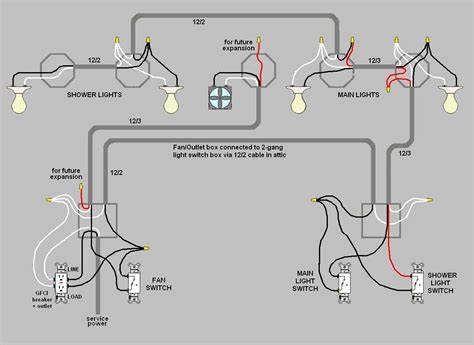 12/2
for future
expansion
12/2
12/3
SHOWER LIGHTS
MAIN LIGHTS
12/3
Fan/Outlet box connected to 2-gang
light switch box via 12/2 cable in attic
12/3
12/2
for future
expansion
LINE
GFCI
breaker
+ outlet
LOAD
FAN
SWITCH
service
power
MAIN
LIGHT
SWITCH
SHOWER
LIGHT
SWITCH